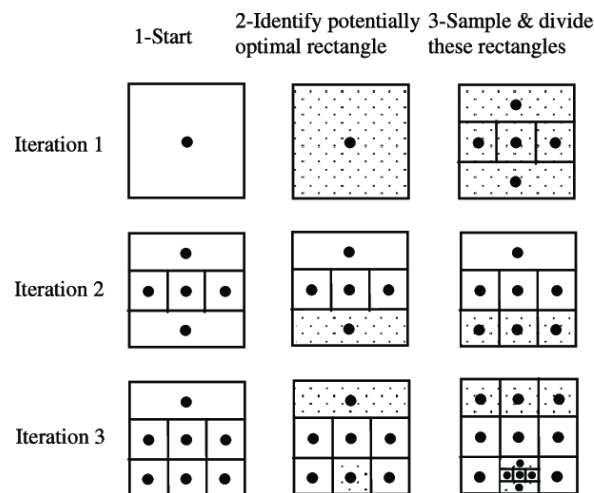 1-Start
2-Identify potentially
optimal rectangle
3-Sample & divide
these rectangles
Iteration 1
Iteration 2
Iteration 3